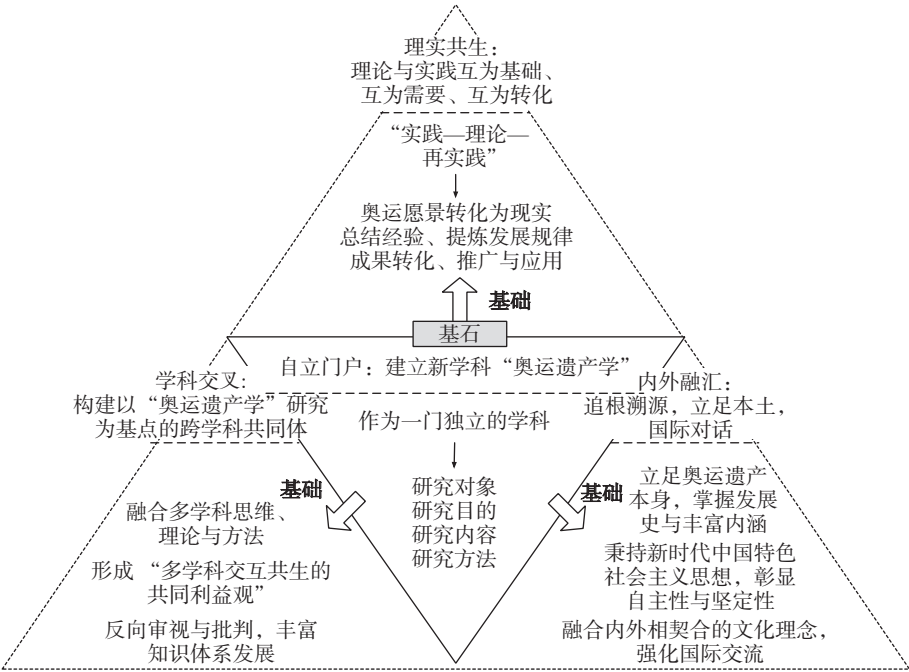 理实共生：
理论与实践互为基础、
互为需要、互为转化
“实践—理论—
再实践”
奥运愿景转化为现实
总结经验、提炼发展规律
成果转化、推广与应用
基础
基石
自立门户：建立新学科“奥运遗产学”
学科交叉:
构建以“奥运遗产学”研究
为基点的跨学科共同体
内外融汇：
追根溯源，立足本土，
国际对话
作为一门独立的学科
研究对象
研究目的
研究内容
研究方法
基础
融合多学科思维、
理论与方法
形成 “多学科交互共生的
共同利益观”
反向审视与批判，丰富
知识体系发展
基础
立足奥运遗产
本身，掌握发展
史与丰富内涵
秉持新时代中国特色
社会主义思想，彰显
自主性与坚定性
融合内外相契合的文化理念，
强化国际交流